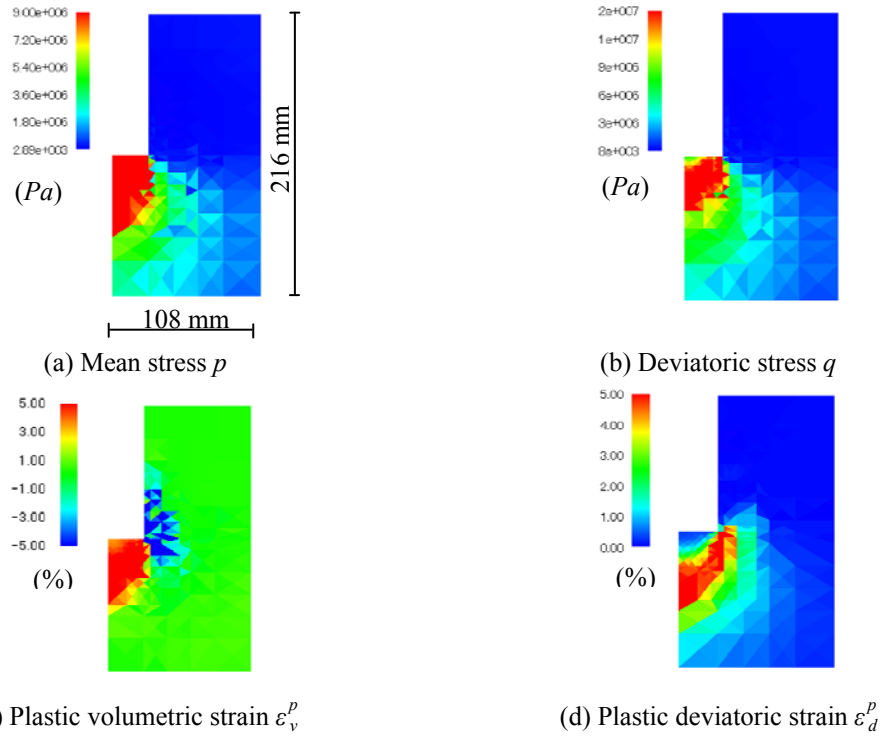 9.00e+006
7.20e+006
5.40e+006
3.60e+006
1.80e+006
2.89e+003
(Pa)
216 mm
108 mm
(a) Mean stress p
2e+007
1e+007
9e+006
6e+006
3e+006
8e+003
(Pa)
(b) Deviatoric stress q
5.00
3.00
1.00
-1.00
-3.00
-5.00
(%)
) Plastic volumetric strain ε_v^p
5.00
4.00
3.00
2.00
1.00
0.00
(%)
(d) Plastic deviatoric strain ε_d^p